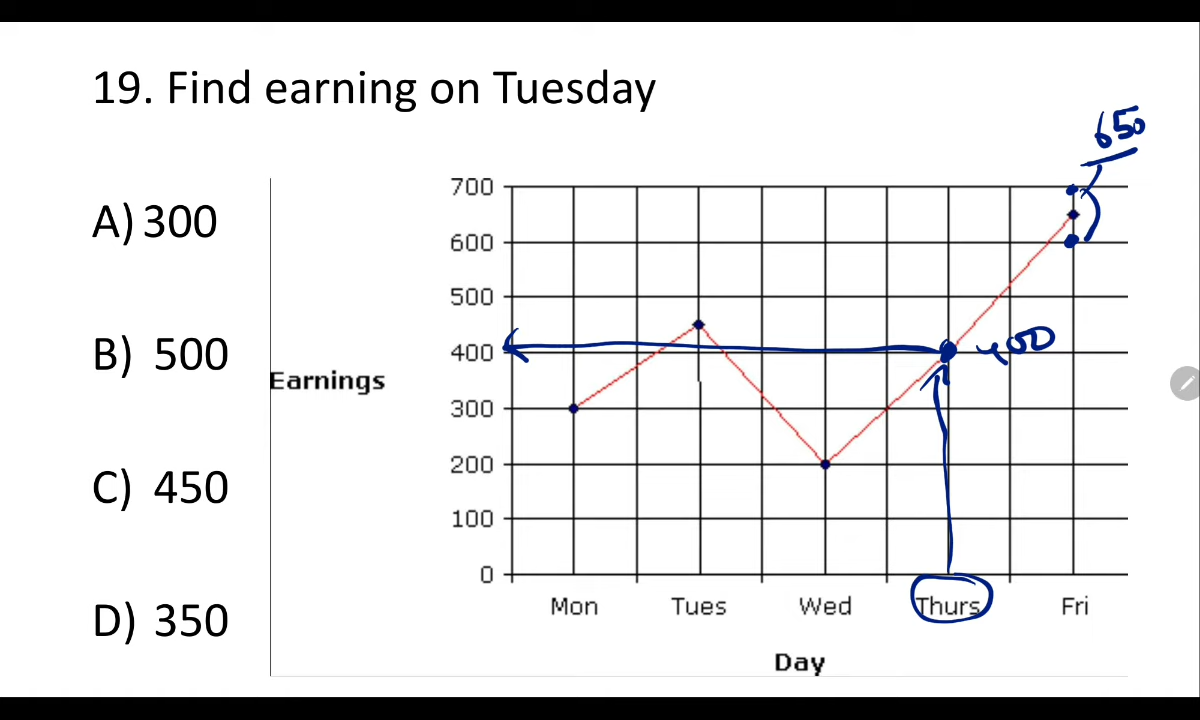 19. Find earning on Tuesday
650
A) 300
B) 500
C) 450
D) 350
700
600
500
400
300
200
100
0
400
Earnings
Mon Tues Wed Thurs Fri
Day